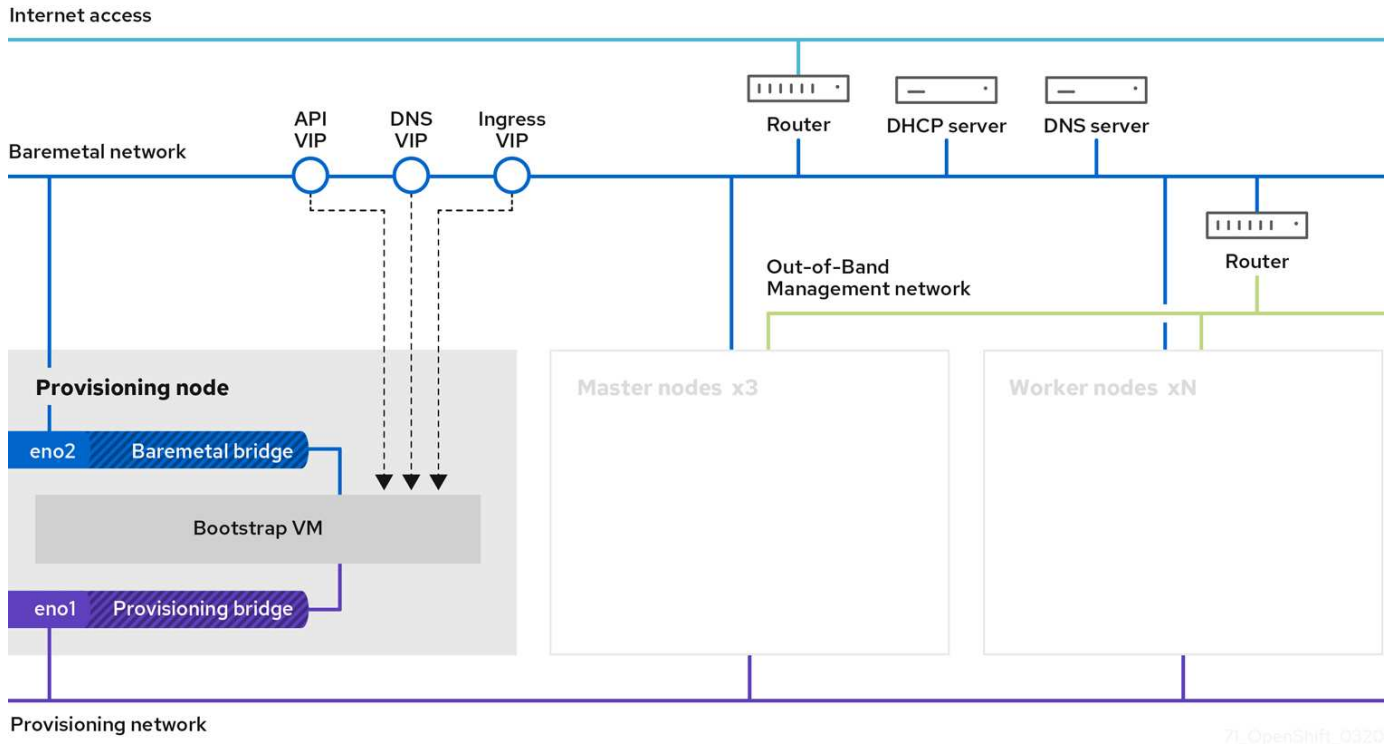 Internet access
API
VIP
DNS
VIP
Ingress
VIP
Router
DHCP server
DNS server
Baremetal network
Router
Out-of-Band
Management network
Provisioning node
Master nodes x3
Worker nodes xN
eno2
Baremetal bridge
Bootstrap VM
eno1
Provisioning bridge
Provisioning network
71_OpenShift_0320